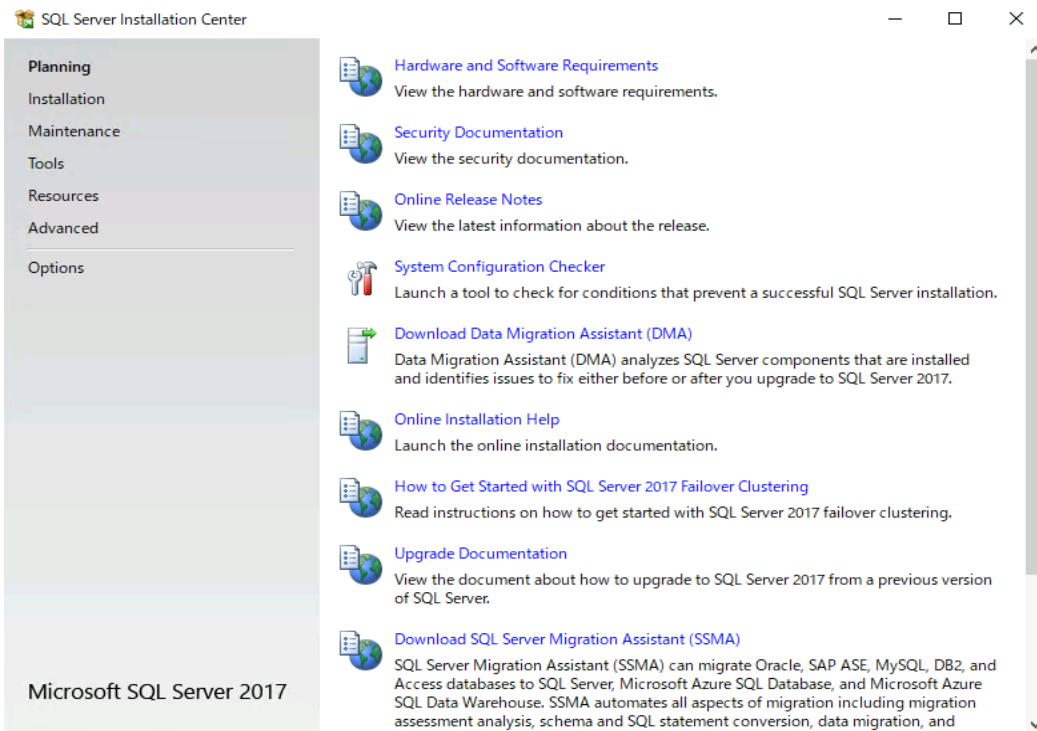 SQL Server Installation Center
Planning
Installation
Maintenance
Tools
Resources
Advanced
Options
Microsoft SQL Server 2017
Hardware and Software Requirements
View the hardware and software requirements.
Security Documentation
View the security documentation.
Online Release Notes
View the latest information about the release.
System Configuration Checker
Launch a tool to check for conditions that prevent a successful SQL Server installation.
Download Data Migration Assistant (DMA)
Data Migration Assistant (DMA) analyzes SQL Server components that are installed
and identifies issues to fix either before or after you upgrade to SQL Server 2017.
Online Installation Help
Launch the online installation documentation.
How to Get Started with SQL Server 2017 Failover Clustering
Read instructions on how to get started with SQL Server 2017 failover clustering.
Upgrade Documentation
View the document about how to upgrade to SQL Server 2017 from a previous version
of SQL Server.
Download SQL Server Migration Assistant (SSMA)
SQL Server Migration Assistant (SSMA) can migrate Oracle, SAP ASE, MySQL, DB2, and
Access databases to SQL Server, Microsoft Azure SQL Database, and Microsoft Azure
SQL Data Warehouse. SSMA automates all aspects of migration including migration
assessment analysis, schema and SQL statement conversion, data migration, and